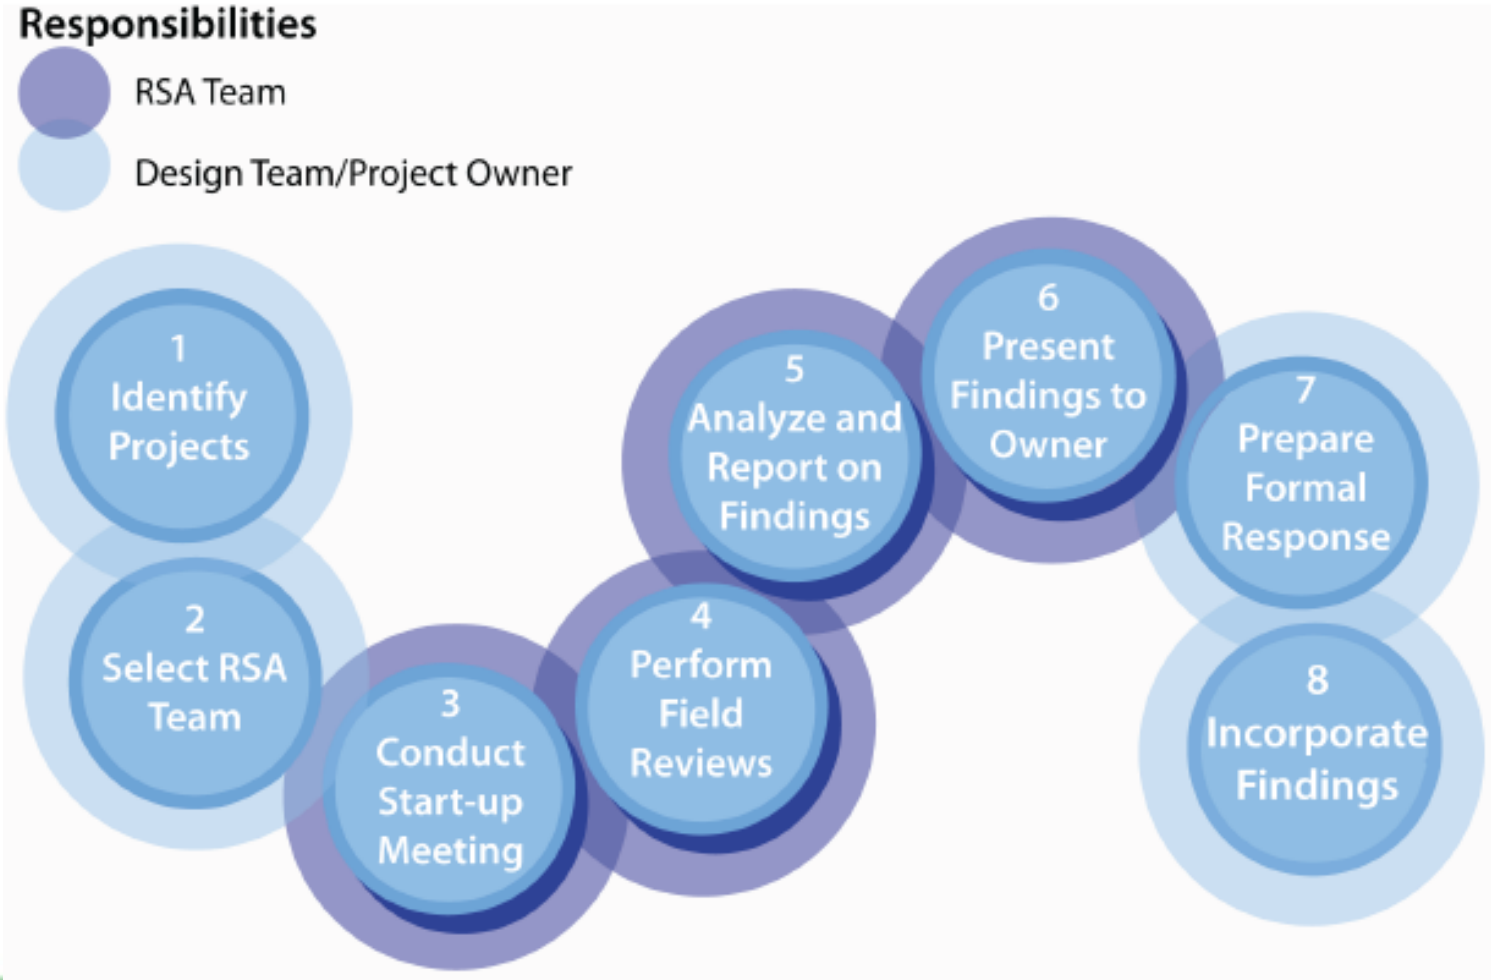 Responsibilities
RSA Team
Design Team/Project Owner
1
Identify
Projects
2
Select RSA
Team
3
Conduct
Start-up
Meeting
4
Perform
Field
Reviews
5
Analyze and
Report on
Findings
6
Present
Findings to
Owner
7
Prepare
Formal
Response
8
Incorporate
Findings